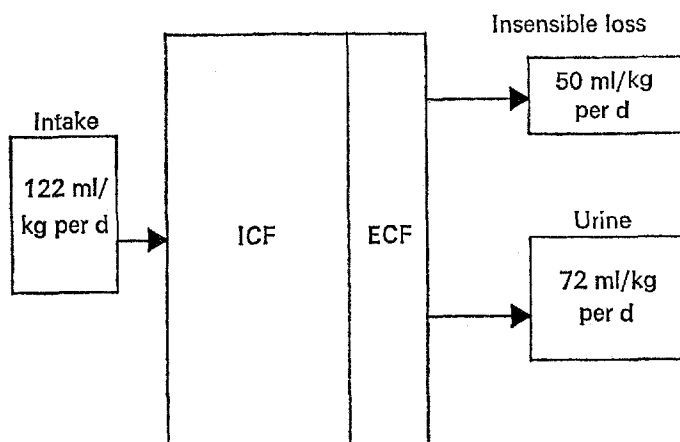 Insensible loss
50 ml/kg
per d
Intake
122 ml/
kg per d
ICF
ECF
Urine
72 ml/kg
per d